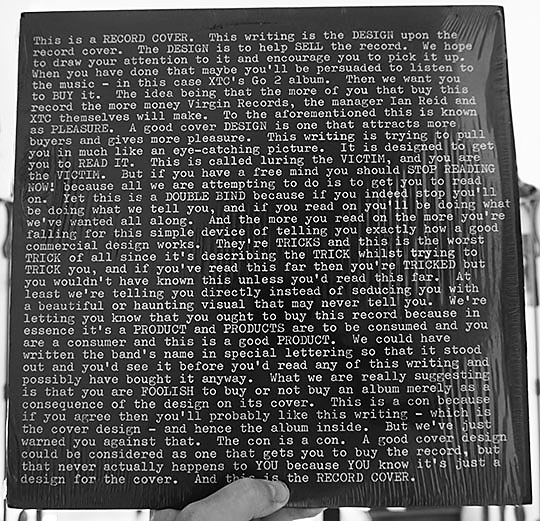 This is a RECORD COVER. This writing is the DESIGN upon the
record cover. The DESIGN is to help SELL the record. We hope
to draw your attention to it and encourage you to pick it up.
When you have done that maybe you'll be persuaded to listen to
the music - in this case XTC's Go 2 album. Then we want you
to BUY it. The idea being that the more of you that buy this
record the more money Virgin Records, the manager Ian Reid and
XTC themselves will make. To the aforementioned this is known
as PLEASURE. A good cover DESIGN is one that attracts more
buyers and gives more pleasure. This writing is trying to pull
you in much like an eye-catching picture. It is designed to get
you to READ IT. This is called luring the VICTIM, and you are
the VICTIM. But if you have a free mind you should STOP READING
NOW! because all we are attempting to do is to get you to read
on. Yet this is a DOUBLE BIND because if you indeed stop you'll
be doing what we tell you, and if you read on you'll be doing what
we've wanted all along. And the more you read on the more you're
falling for this simple device of telling you exactly how a good
commercial design works. They're TRICKS and this is the worst
TRICK of all since it's describing the TRICK whilst trying to
TRICK you, and if you've read this far then you're TRICKED but
you wouldn't have known this unless you'd read this far. At
least we're telling you directly instead of seducing you with
a beautiful or haunting visual that may never tell you. We're
letting you know that you ought to buy this record because in
essence it's a PRODUCT and PRODUCTS are to be consumed and you
are a consumer and this is a good PRODUCT. We could have
written the band's name in special lettering so that it stood
out and you'd see it before you'd read any of this writing and
possibly have bought it anyway. What we are really suggesting
is that you are FOOLISH to buy or not buy an album merely as a
consequence of the design on its cover. This is a con because
if you agree then you'll probably like this writing - which is
the cover design - and hence the album inside. But we've just
warned you against that. The con is a con. A good cover design
could be considered as one that gets you to buy the record, but
that never actually happens to YOU because YOU know it's just a
design for the cover. And this is the RECORD COVER.